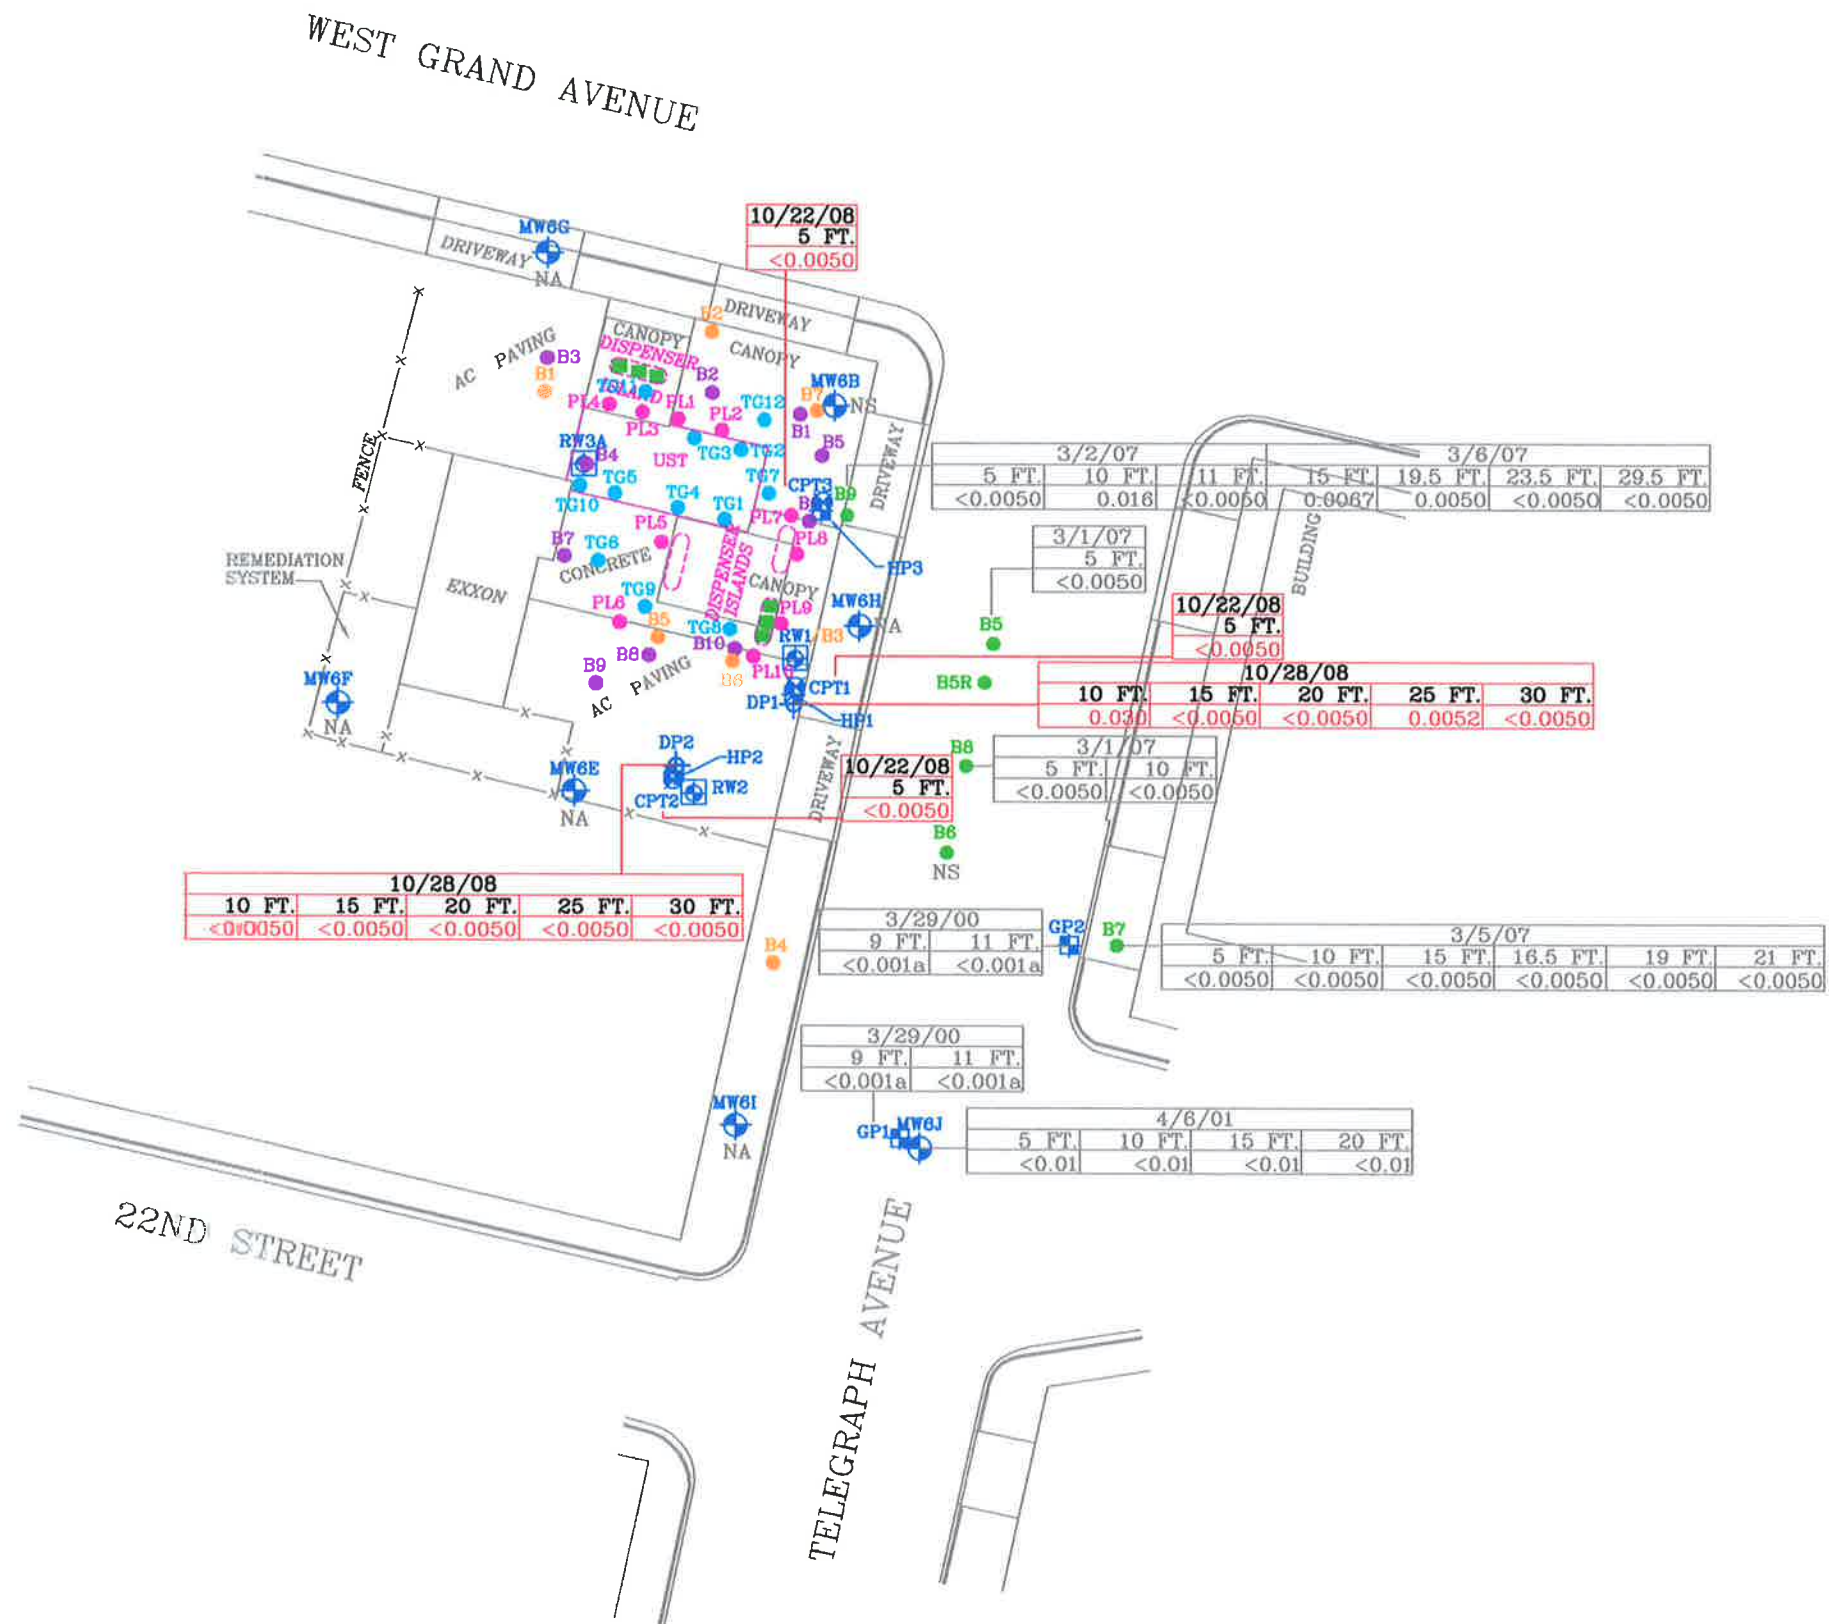 WEST GRAND AVENUE
10/22/08
5 FT.
<0.0050
MW6G
DRIVEWAY
NA
DRIVEWAY
B2
CANOPY
CANOPY
AC PAVING
B3
B1
DISPENSER
ISLAND
TG11
B2
MW6B
NS
B7
TG12
PL4
PL3
PL1
PL2
B1
B5
TG3
TG2
RW3A
B4
UST
TG7
FENCE
TG10
TG5
TG4
TG1
CPT3
B9
DRIVEWAY
3/2/07 3/6/07
5 FT. 10 FT. 11 FT. 15 FT. 19.5 FT. 23.5 FT. 29.5 FT.
<0.0050 0.016 <0.0050 0.0067 0.0050 <0.0050 <0.0050
PL5
PL7
PL8
HP3
B7
TG6
CONCRETE
DISPENSER
ISLANDS
CANOPY
3/1/07
5 FT.
<0.0050
BUILDING
REMEDIATION
SYSTEM
EXXON
TG9
PL6
B5
TG8
PL9
RW1
B3
MW6H
NA
10/22/08
5 FT.
<0.0050
B5
B8
B10
B6
PL10
B9
AC PAVING
CPT1
DP1
HP1
B5R
10/28/08
10 FT. 15 FT. 20 FT. 25 FT. 30 FT.
0.030 <0.0050 <0.0050 0.0052 <0.0050
MW6F
NA
DP2
HP2
RW2
CPT2
MW6E
NA
DRIVEWAY
10/22/08
5 FT.
<0.0050
B8
3/1/07
5 FT. 10 FT.
<0.0050 <0.0050
B6
NS
10/28/08
10 FT. 15 FT. 20 FT. 25 FT. 30 FT.
<0.0050 <0.0050 <0.0050 <0.0050 <0.0050
B4
3/29/00
9 FT. 11 FT.
<0.001a <0.001a
GP2
B7
3/5/07
5 FT. 10 FT. 15 FT. 16.5 FT. 19 FT. 21 FT.
<0.0050 <0.0050 <0.0050 <0.0050 <0.0050 <0.0050
3/29/00
9 FT. 11 FT.
<0.001a <0.001a
MW6I
NA
GP1
MW6J
4/6/01
5 FT. 10 FT. 15 FT. 20 FT.
<0.01 <0.01 <0.01 <0.01
22ND STREET
TELEGRAPH AVENUE